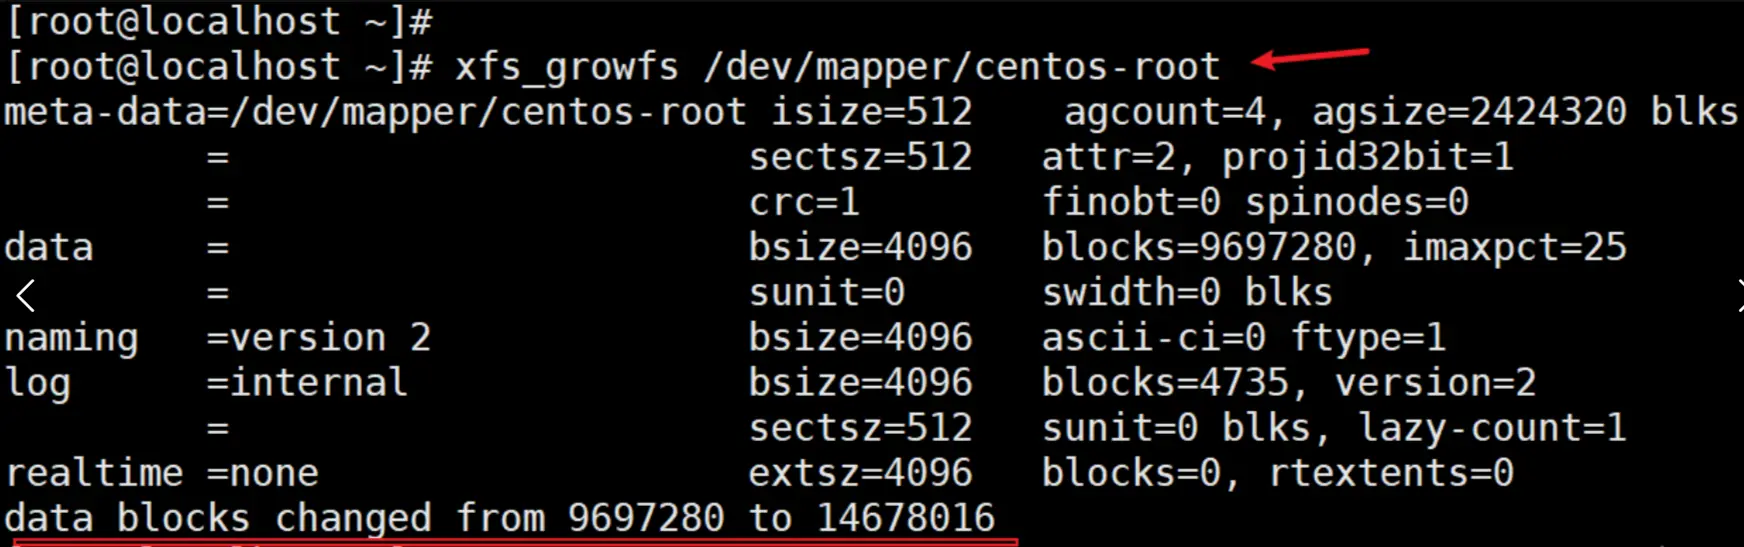 [root@localhost ~]#
[root@localhost ~]# xfs_growfs /dev/mapper/centos-root
meta-data=/dev/mapper/centos-root isize=512    agcount=4, agsize=2424320 blks
         =                       sectsz=512   attr=2, projid32bit=1
         =                       crc=1        finobt=0 spinodes=0
data     =                       bsize=4096   blocks=9697280, imaxpct=25
         =                       sunit=0      swidth=0 blks
naming   =version 2              bsize=4096   ascii-ci=0 ftype=1
log      =internal               bsize=4096   blocks=4735, version=2
         =                       sectsz=512   sunit=0 blks, lazy-count=1
realtime =none                   extsz=4096   blocks=0, rtextents=0
data blocks changed from 9697280 to 14678016